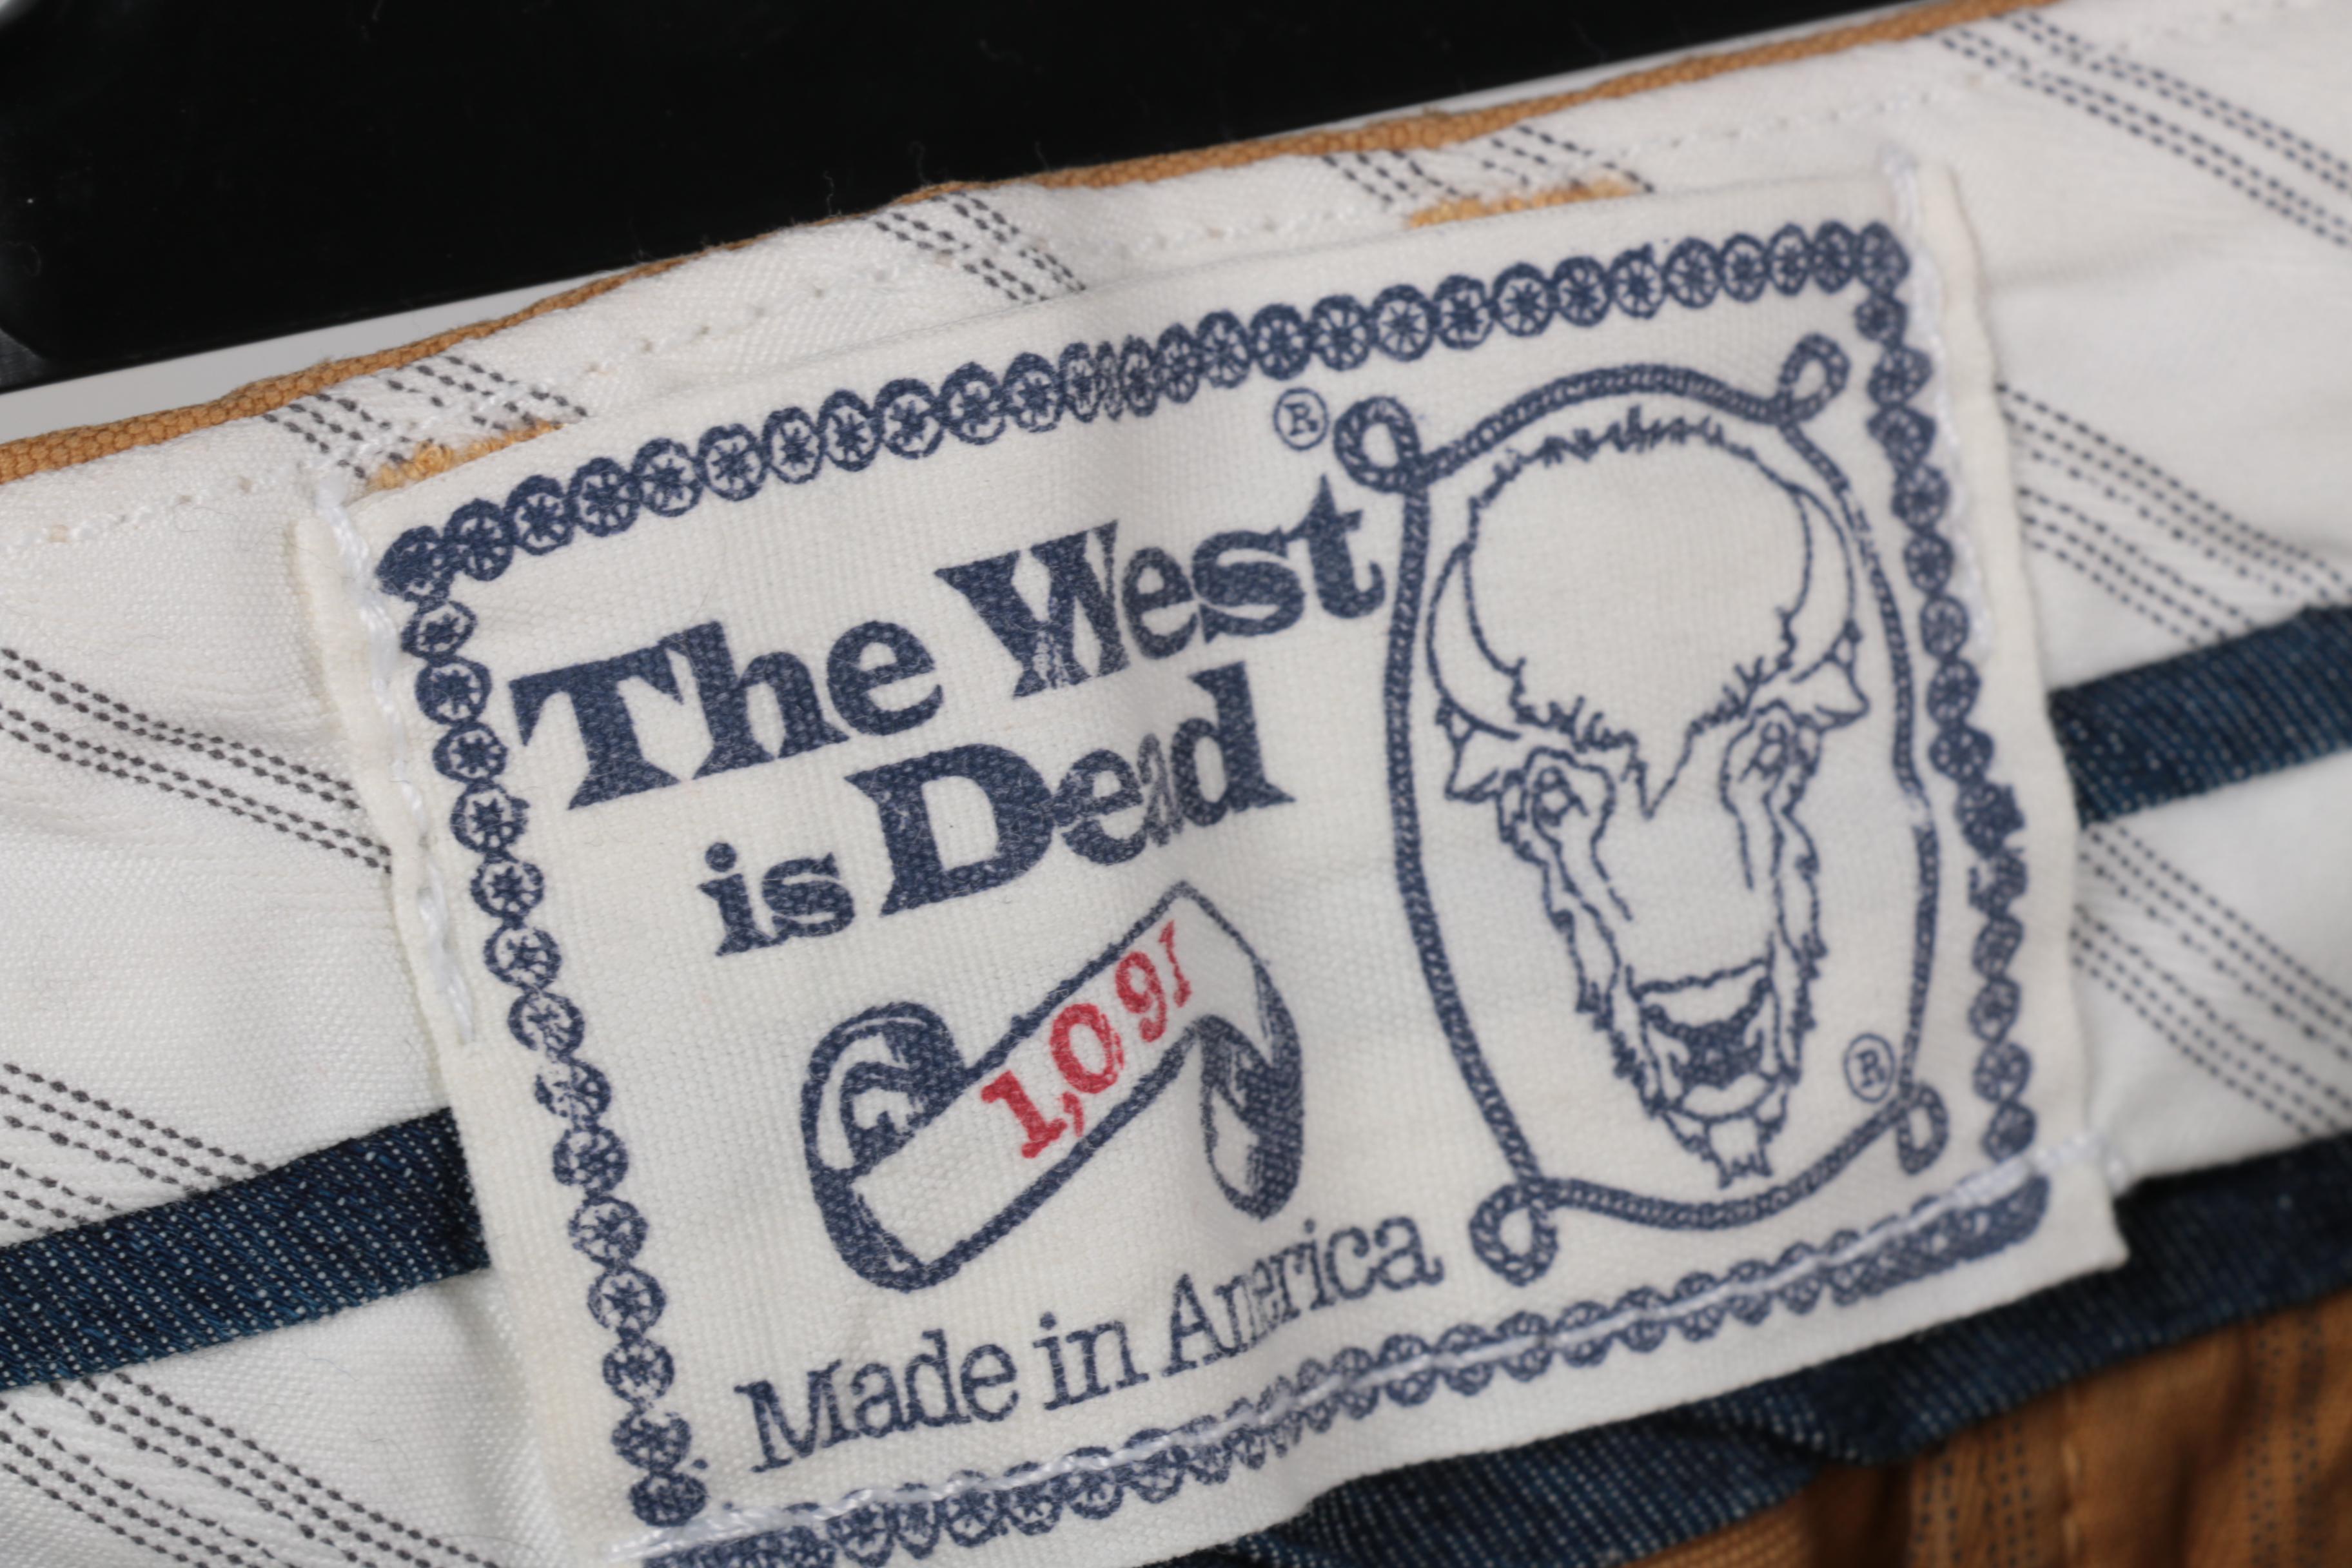 The West
®
is Dead
1,091
Made in America
®